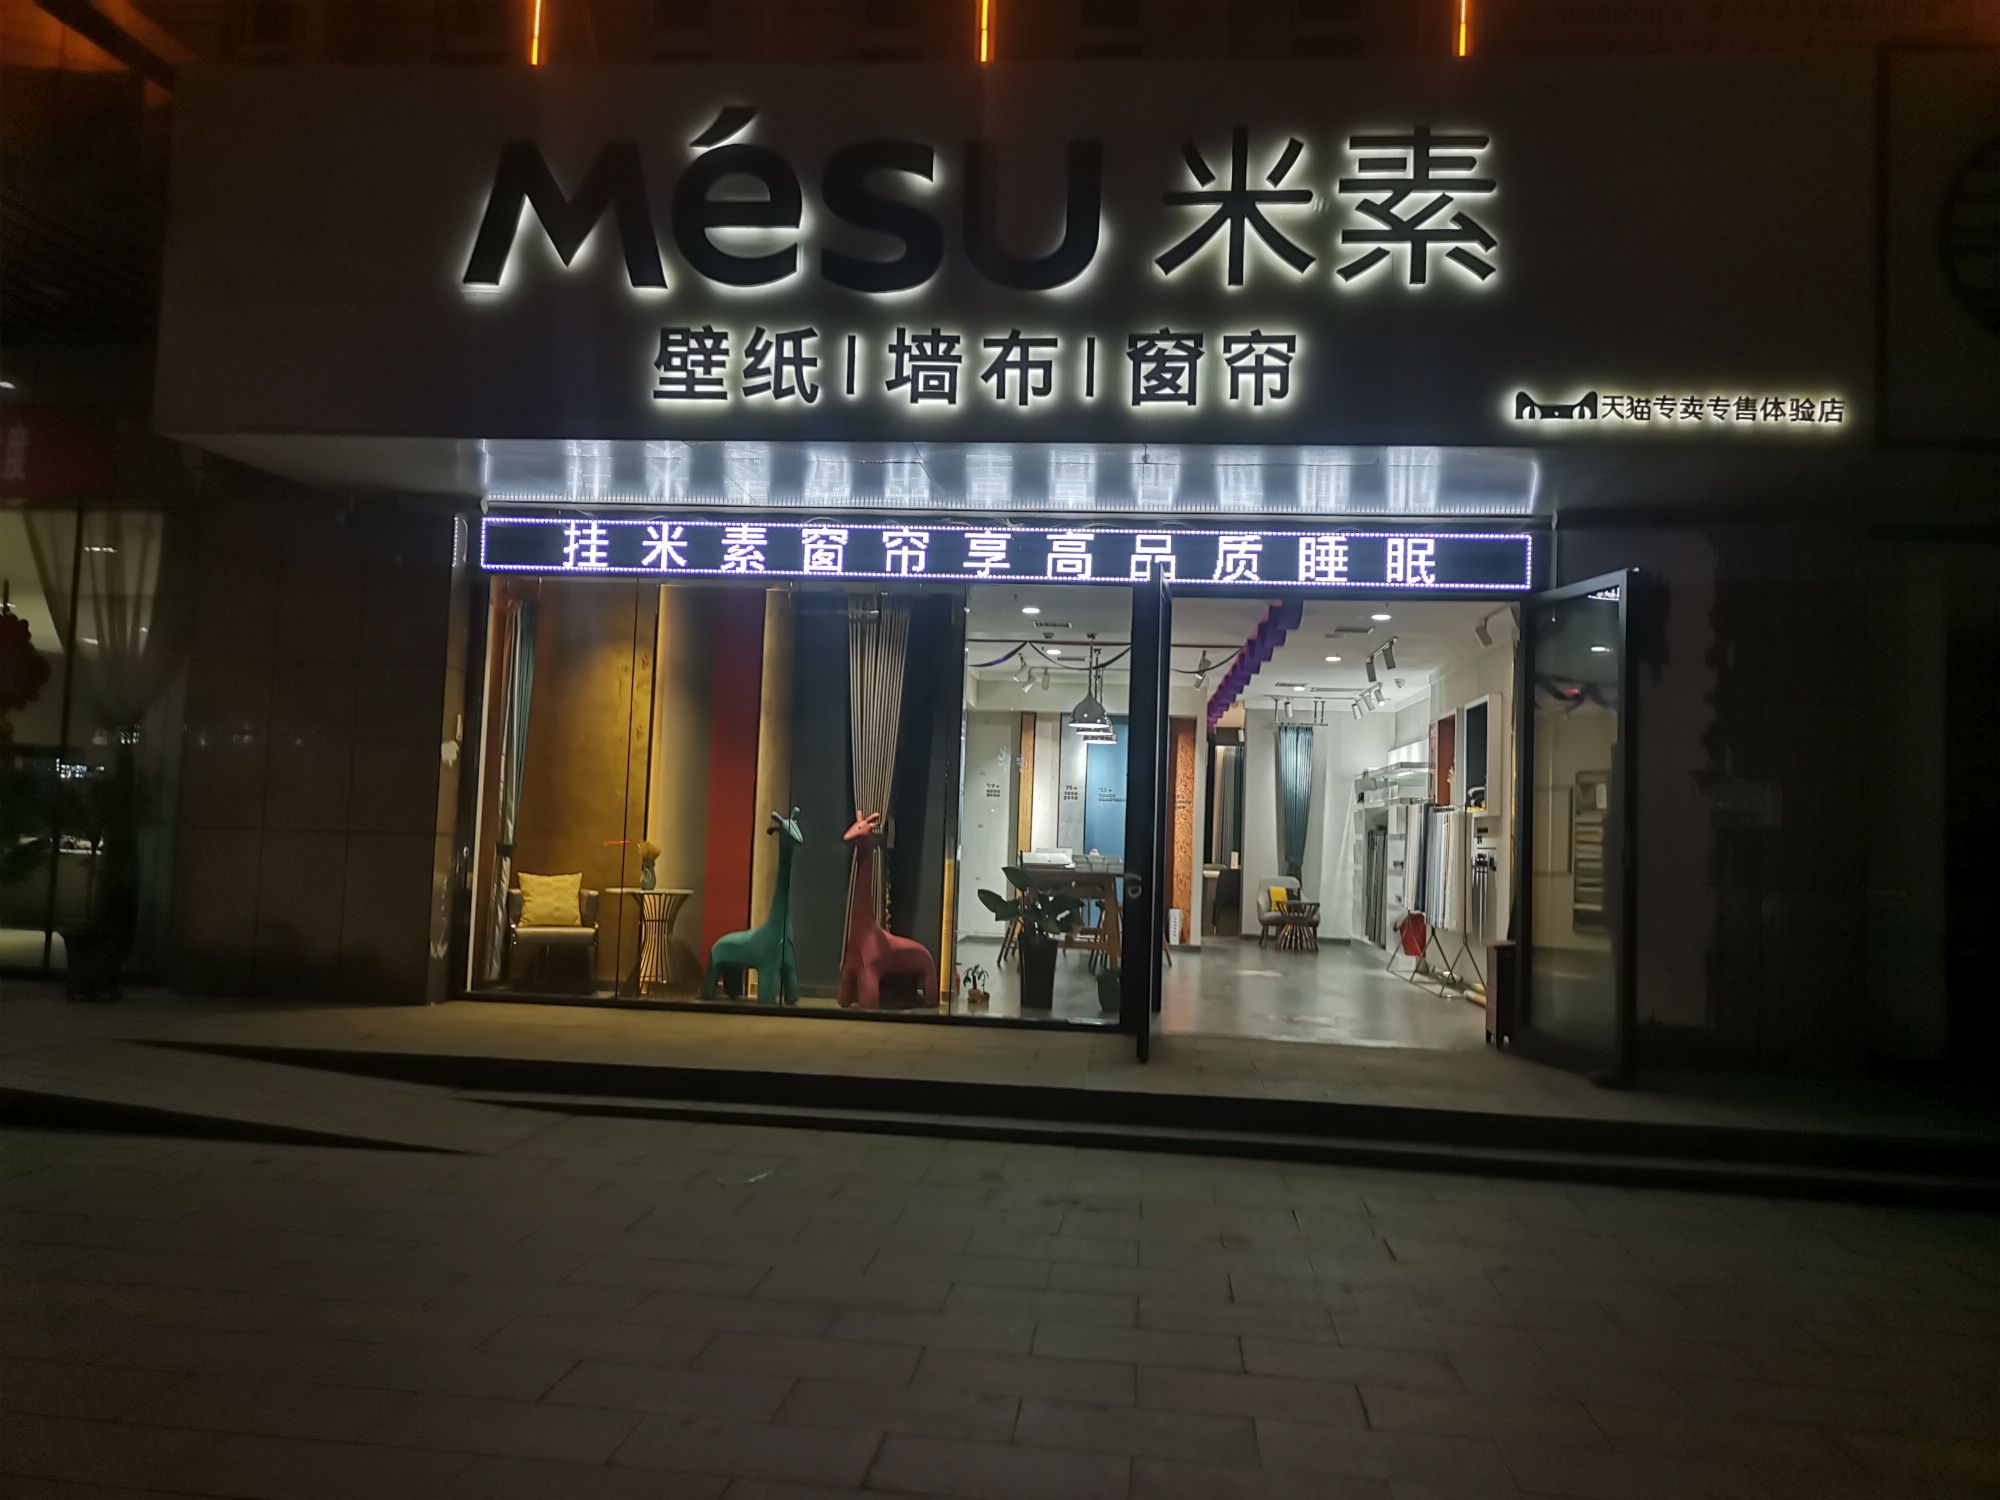 Mésu 米素
壁纸|墙布|窗帘
天猫专卖专售体验店
挂米素窗帘享高品质睡眠